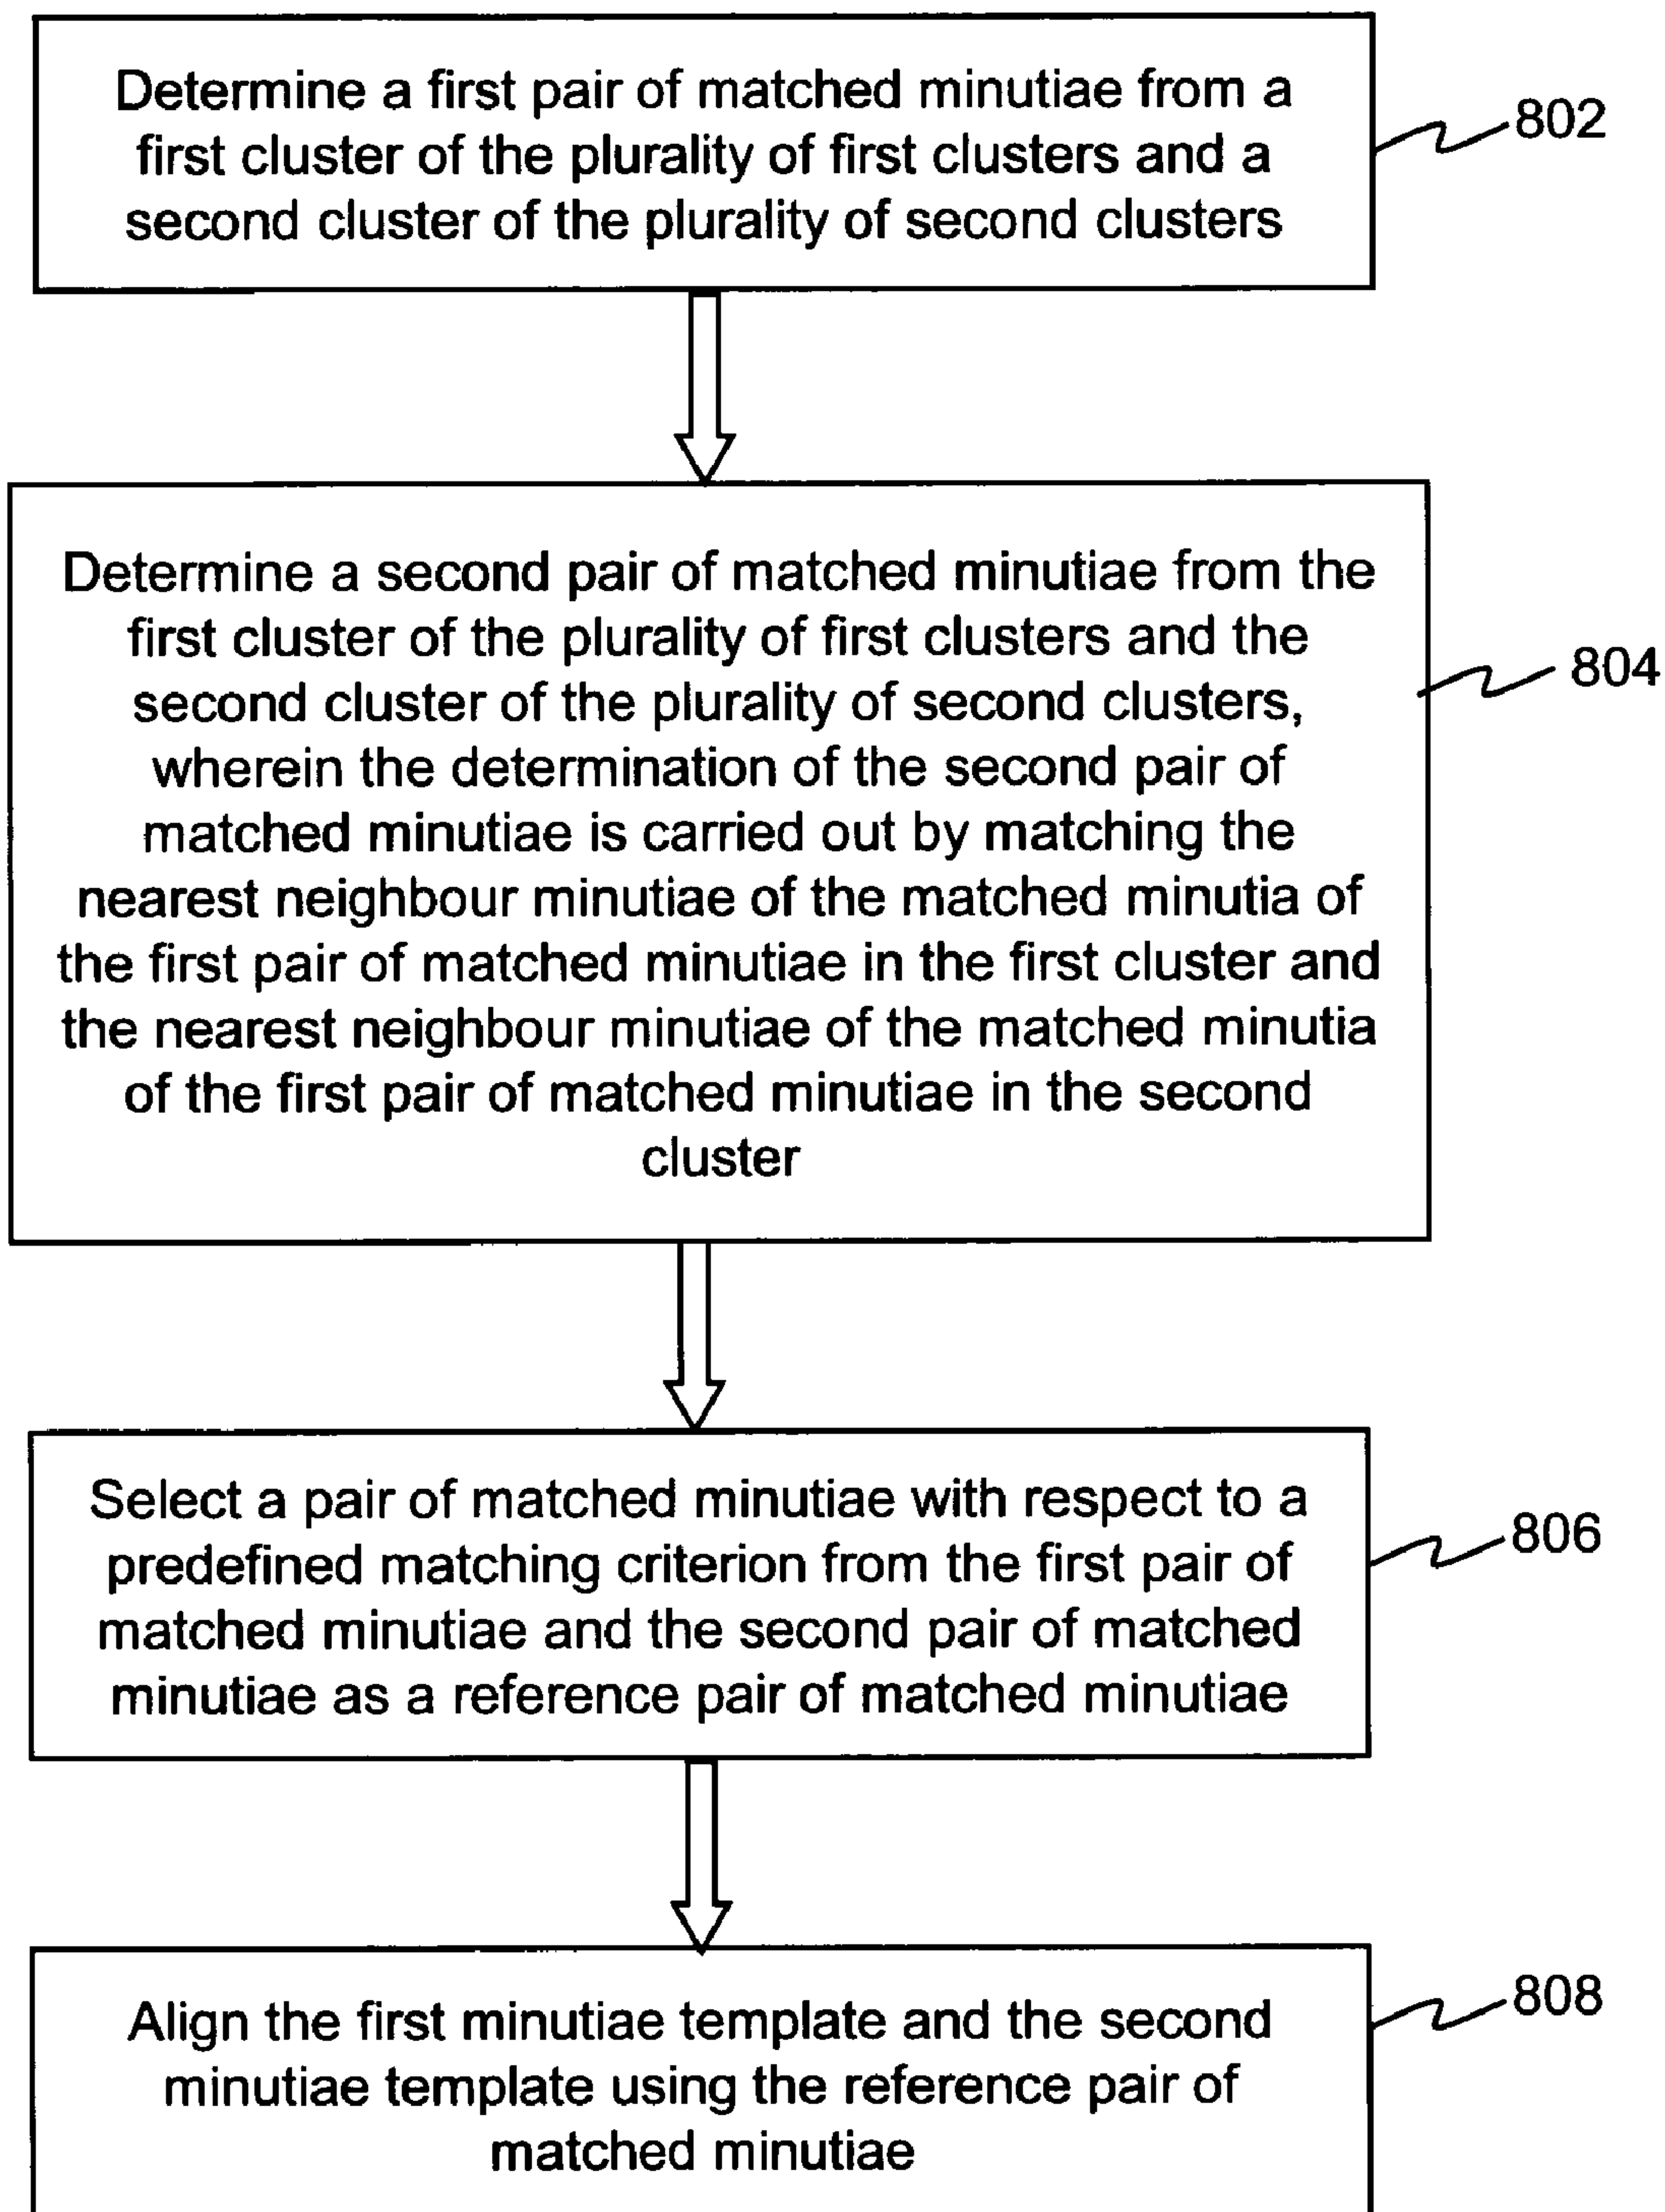 Determine a first pair of matched minutiae from a
first cluster of the plurality of first clusters and a
second cluster of the plurality of second clusters
802
Determine a second pair of matched minutiae from the
first cluster of the plurality of first clusters and the
second cluster of the plurality of second clusters,
wherein the determination of the second pair of
matched minutiae is carried out by matching the
nearest neighbour minutiae of the matched minutia of
the first pair of matched minutiae in the first cluster and
the nearest neighbour minutiae of the matched minutia
of the first pair of matched minutiae in the second
cluster
804
Select a pair of matched minutiae with respect to a
predefined matching criterion from the first pair of
matched minutiae and the second pair of matched
minutiae as a reference pair of matched minutiae
806
Align the first minutiae template and the second
minutiae template using the reference pair of
matched minutiae
808